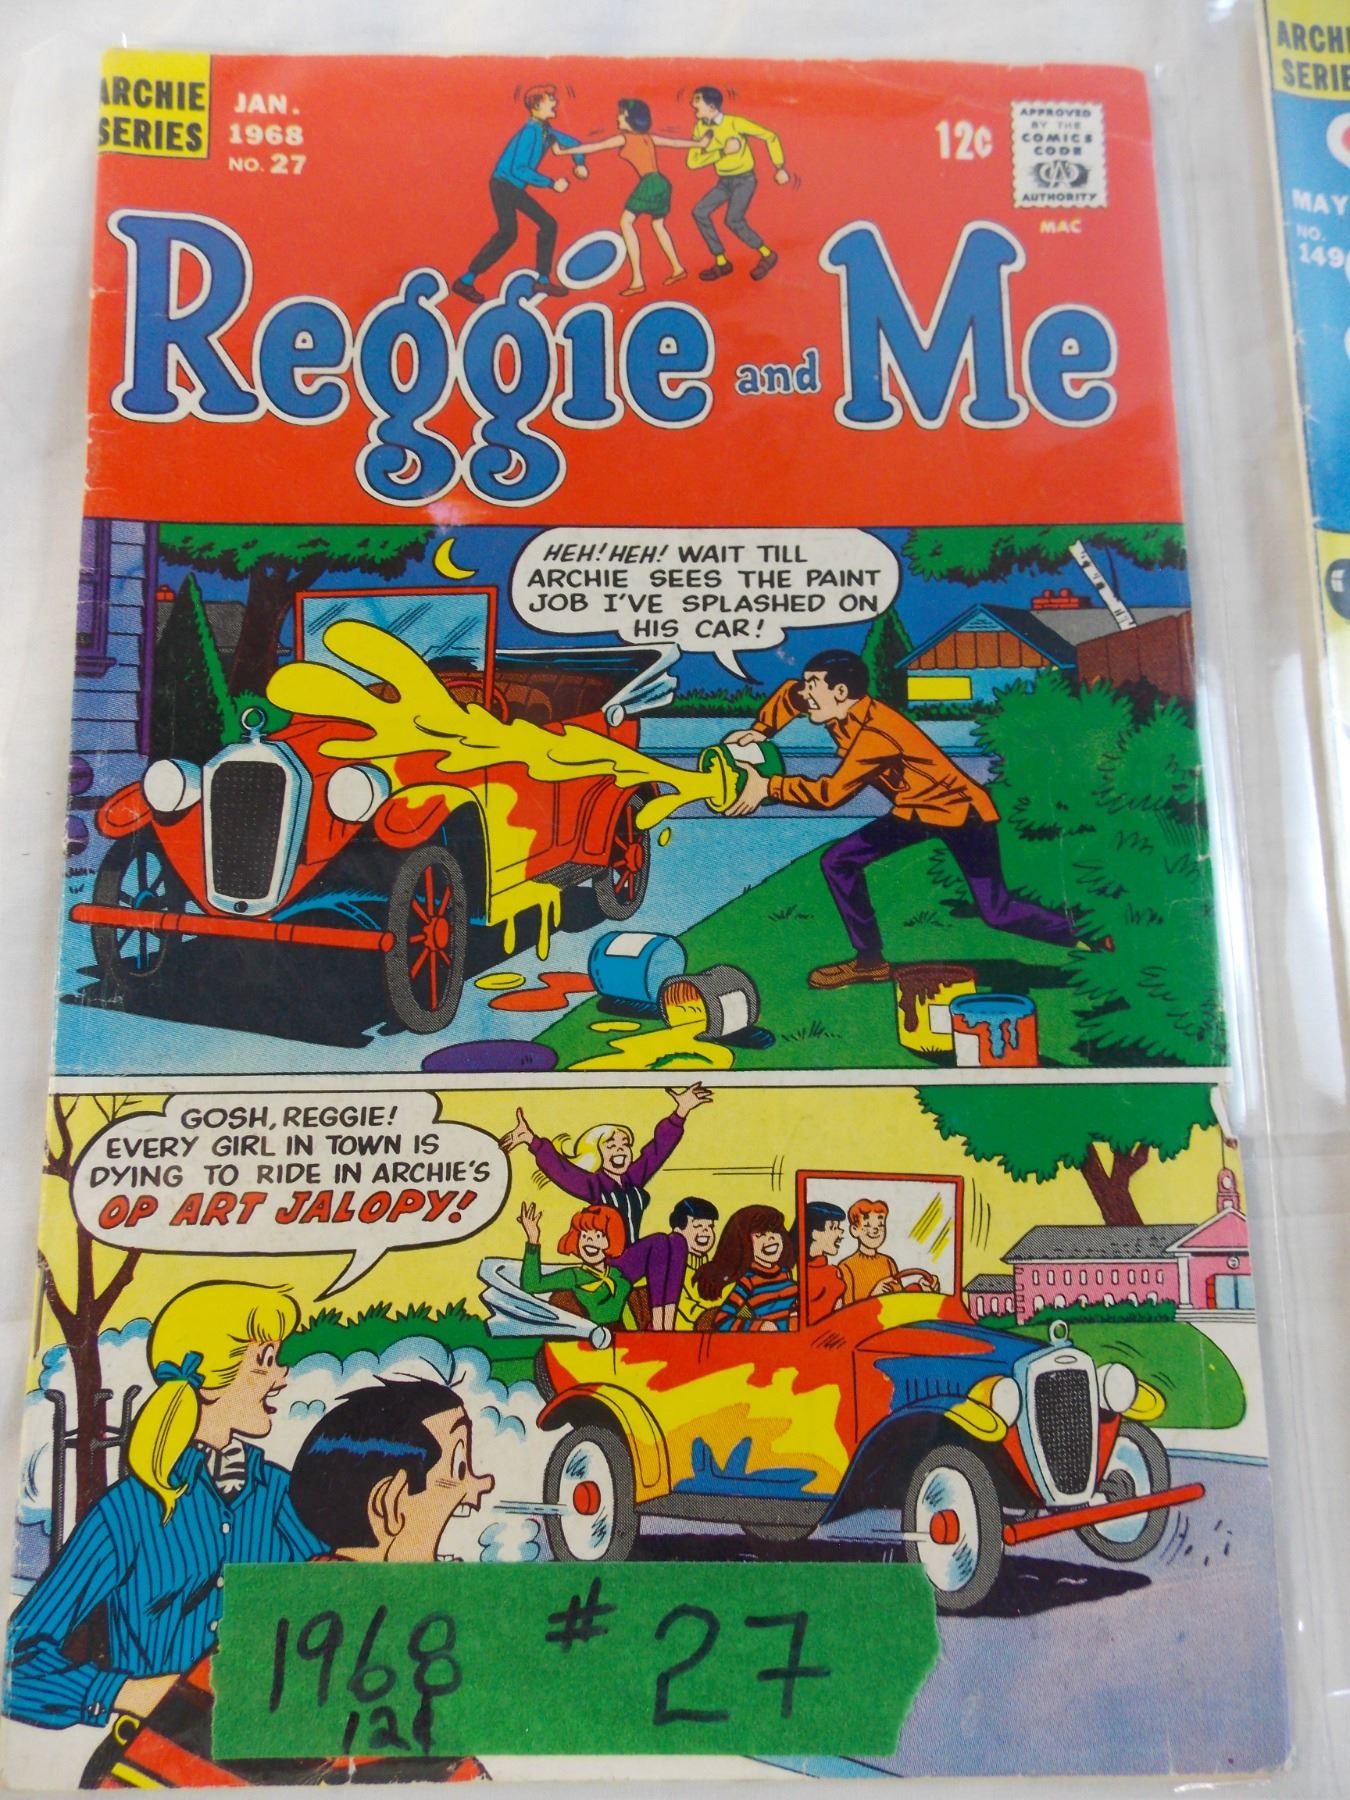 ARCHIE
SERIES
JAN.
1968
NO. 27
12¢
APPROVED
BY THE
COMICS
CODE
CA
AUTHORITY
MAC
Reggie and Me
HEH! HEH! WAIT TILL
ARCHIE SEES THE PAINT
JOB I'VE SPLASHED ON
HIS CAR!
GOSH, REGGIE!
EVERY GIRL IN TOWN IS
DYING TO RIDE IN ARCHIE'S
OP ART JALOPY!
1968 # 27
12¢
ARCHI
SERIE
MAY
NO.
149